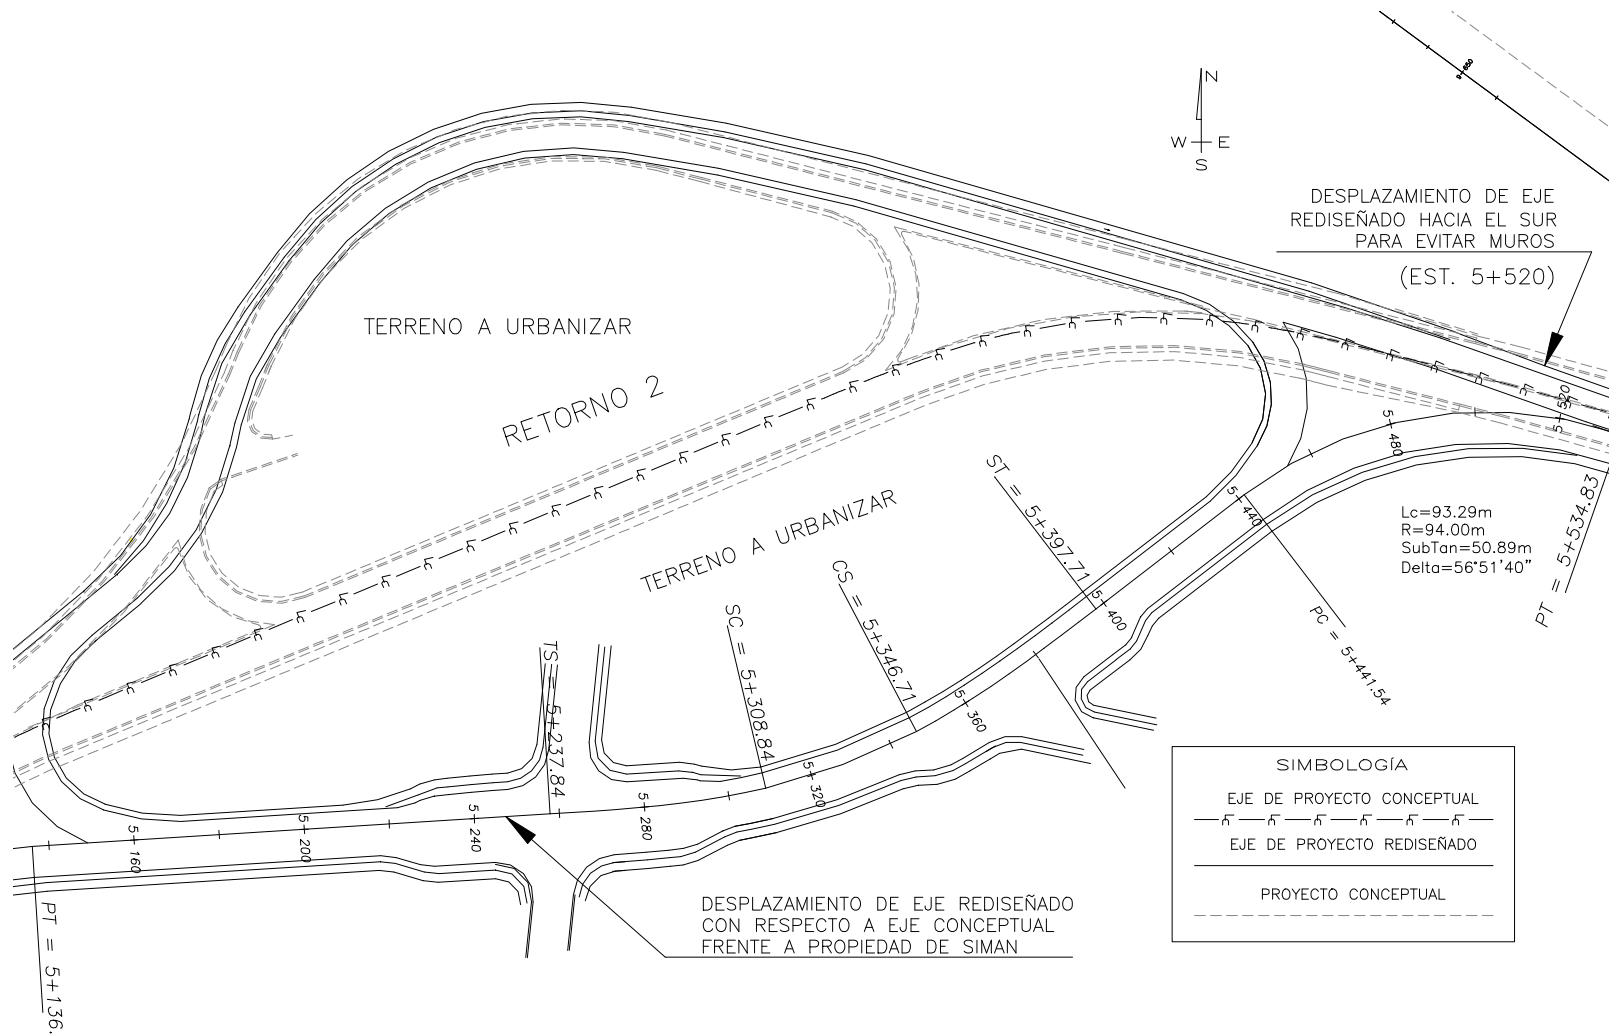 9+650
N
W E
S
DESPLAZAMIENTO DE EJE
REDISEÑADO HACIA EL SUR
PARA EVITAR MUROS
(EST. 5+520)
TERRENO A URBANIZAR
RETORNO 2
TERRENO A URBANIZAR
5+520
5+480
5+440
5+400
5+360
5+320
5+280
5+240
5+200
5+160
ST = 5+397.71
CS = 5+346.71
SC = 5+308.84
TS = 5+237.84
PT = 5+136.
PC = 5+441.54
PT = 5+534.83
Lc=93.29m
R=94.00m
SubTan=50.89m
Delta=56°51'40"
DESPLAZAMIENTO DE EJE REDISEÑADO
CON RESPECTO A EJE CONCEPTUAL
FRENTE A PROPIEDAD DE SIMAN
SIMBOLOGÍA
EJE DE PROYECTO CONCEPTUAL
EJE DE PROYECTO REDISEÑADO
PROYECTO CONCEPTUAL